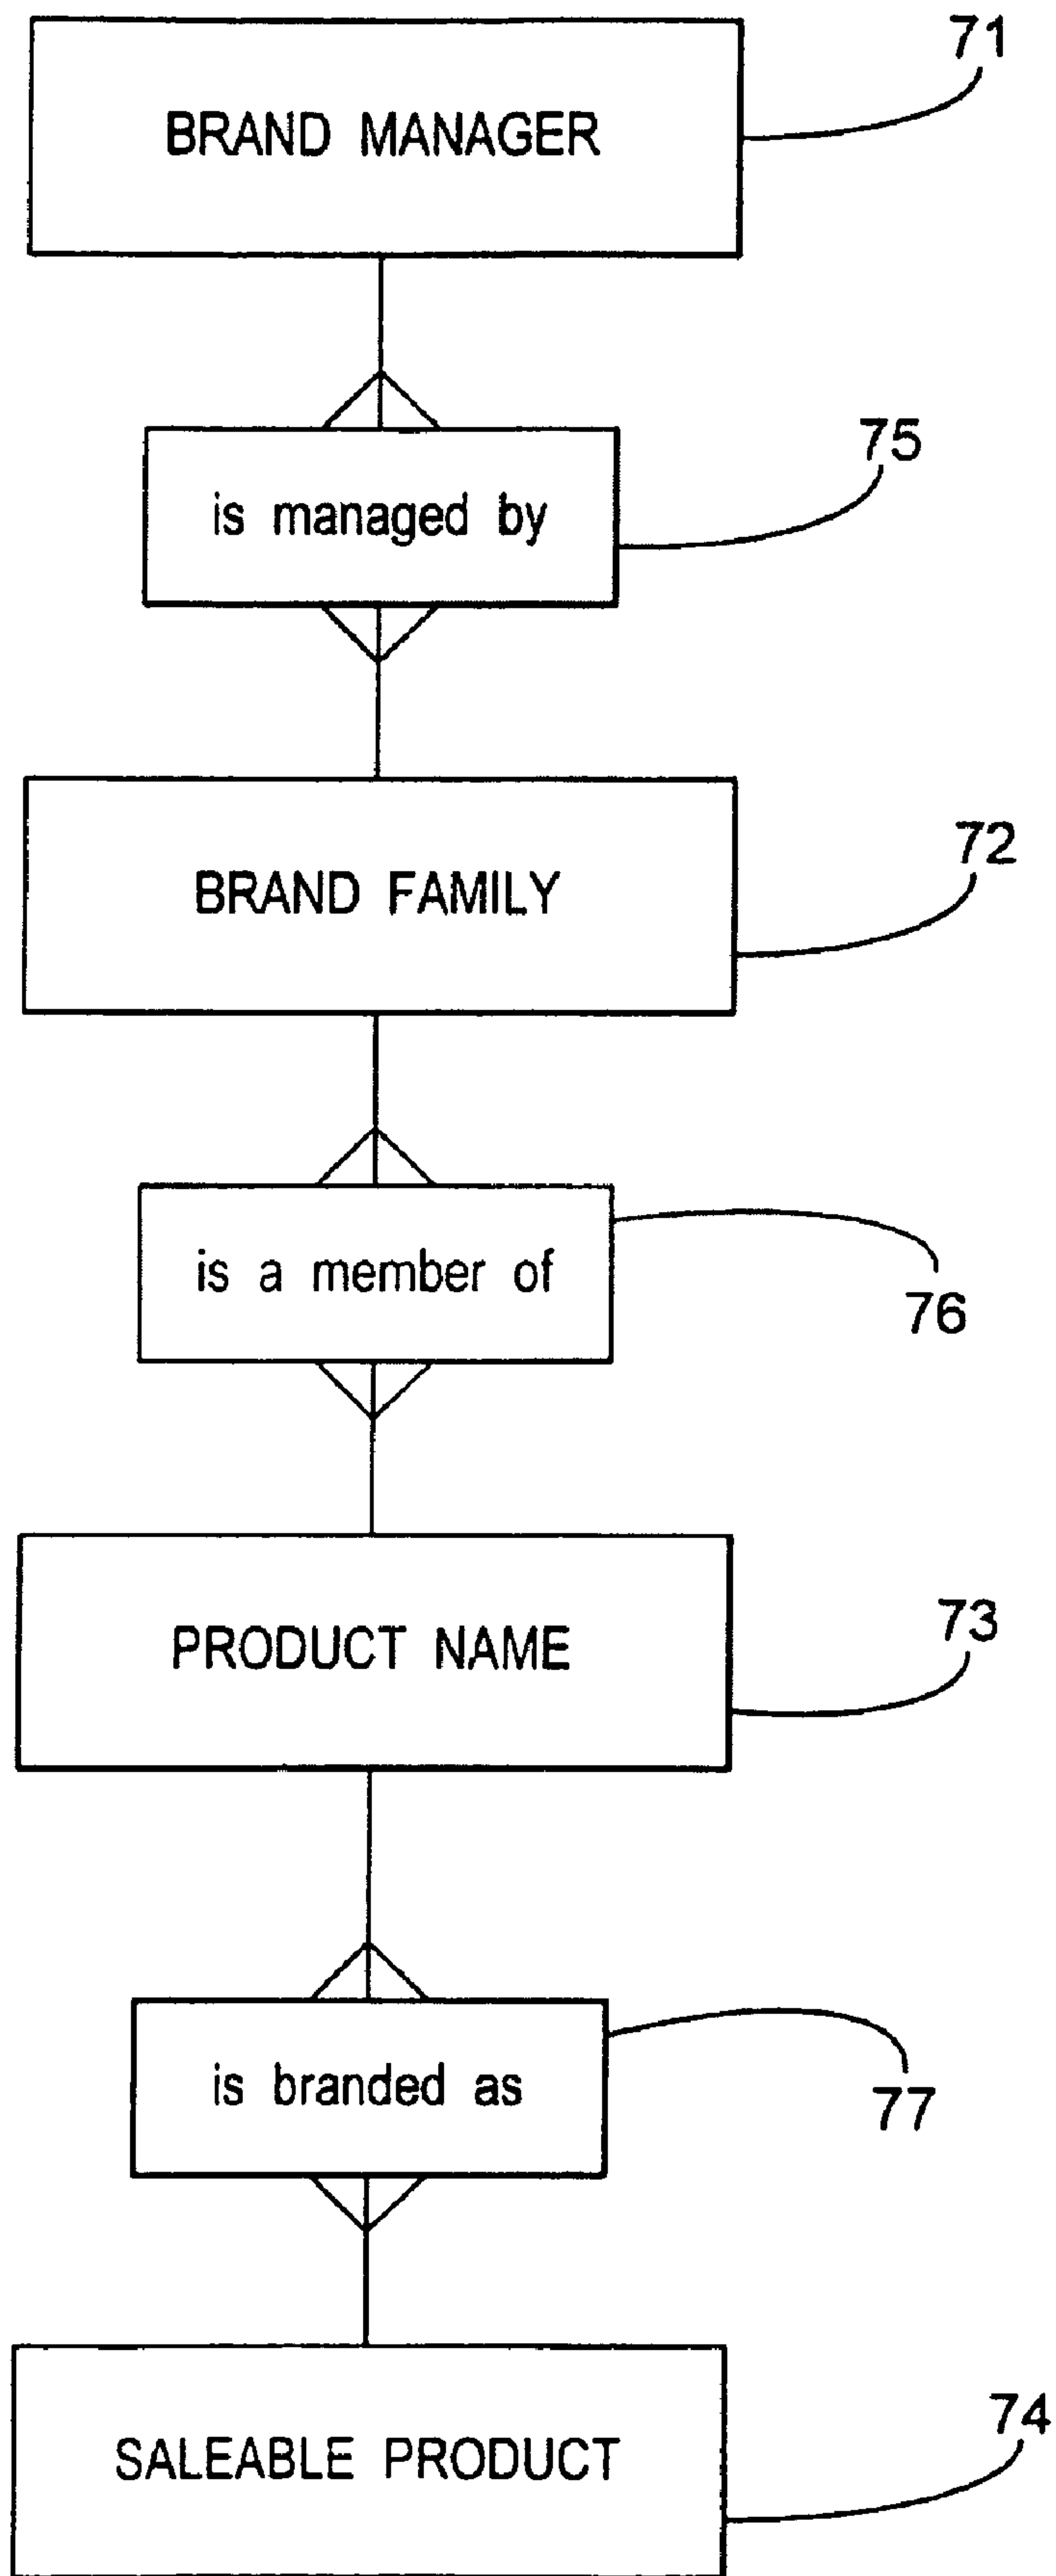 71
BRAND MANAGER
75
is managed by
72
BRAND FAMILY
is a member of
76
73
PRODUCT NAME
is branded as
77
74
SALEABLE PRODUCT